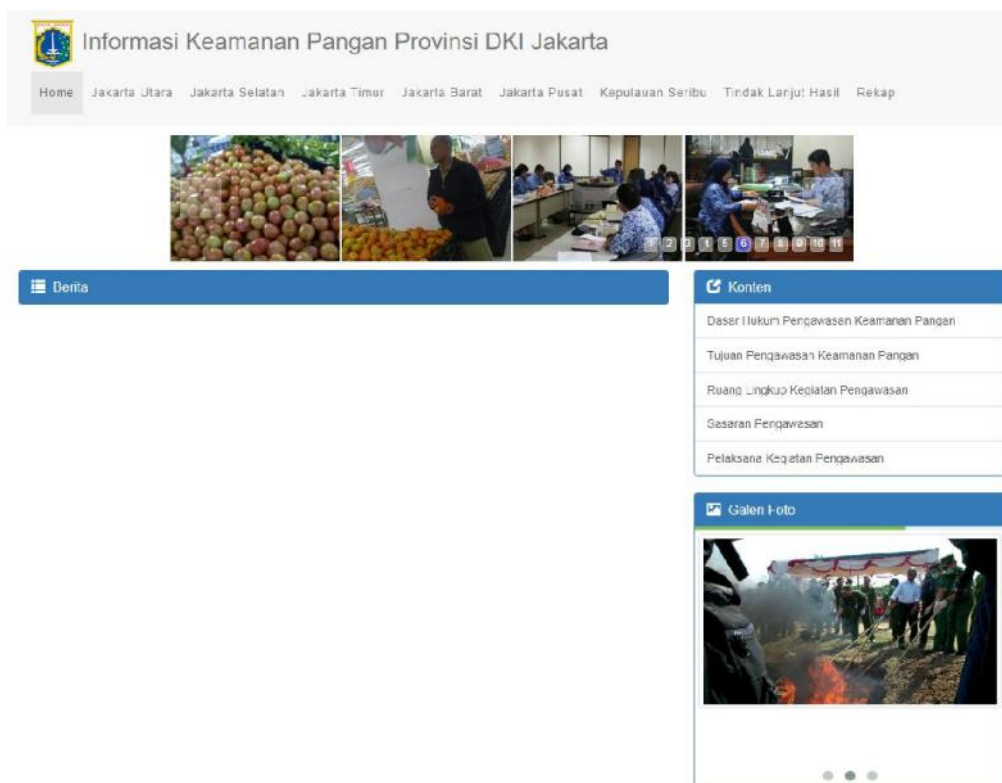 Informasi Keamanan Pangan Provinsi DKI Jakarta
Home Jakarta Utara Jakarta Selatan Jakarta Timur Jakarta Barat Jakarta Pusat Kepulauan Seribu Tindak Lanjut Hasil Rekap
1 2 3 4 5 6 7 8 9 10 11
Berita
Konten
Dasar Hukum Pengawasan Keamanan Pangan
Tujuan Pengawasan Keamanan Pangan
Ruang Lingkup Kegiatan Pengawasan
Sasaran Pengawasan
Pelaksana Kegiatan Pengawasan
Galeri Foto